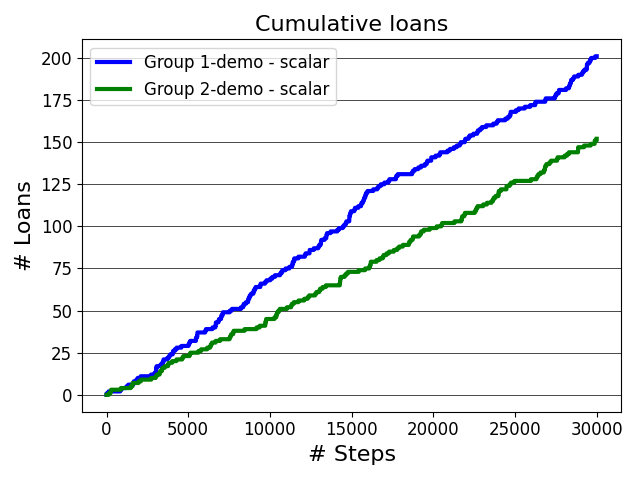 Cumulative loans
Group 1-demo - scalar
Group 2-demo - scalar
# Loans
200
175
150
125
100
75
50
25
0
0 5000 10000 15000 20000 25000 30000
# Steps